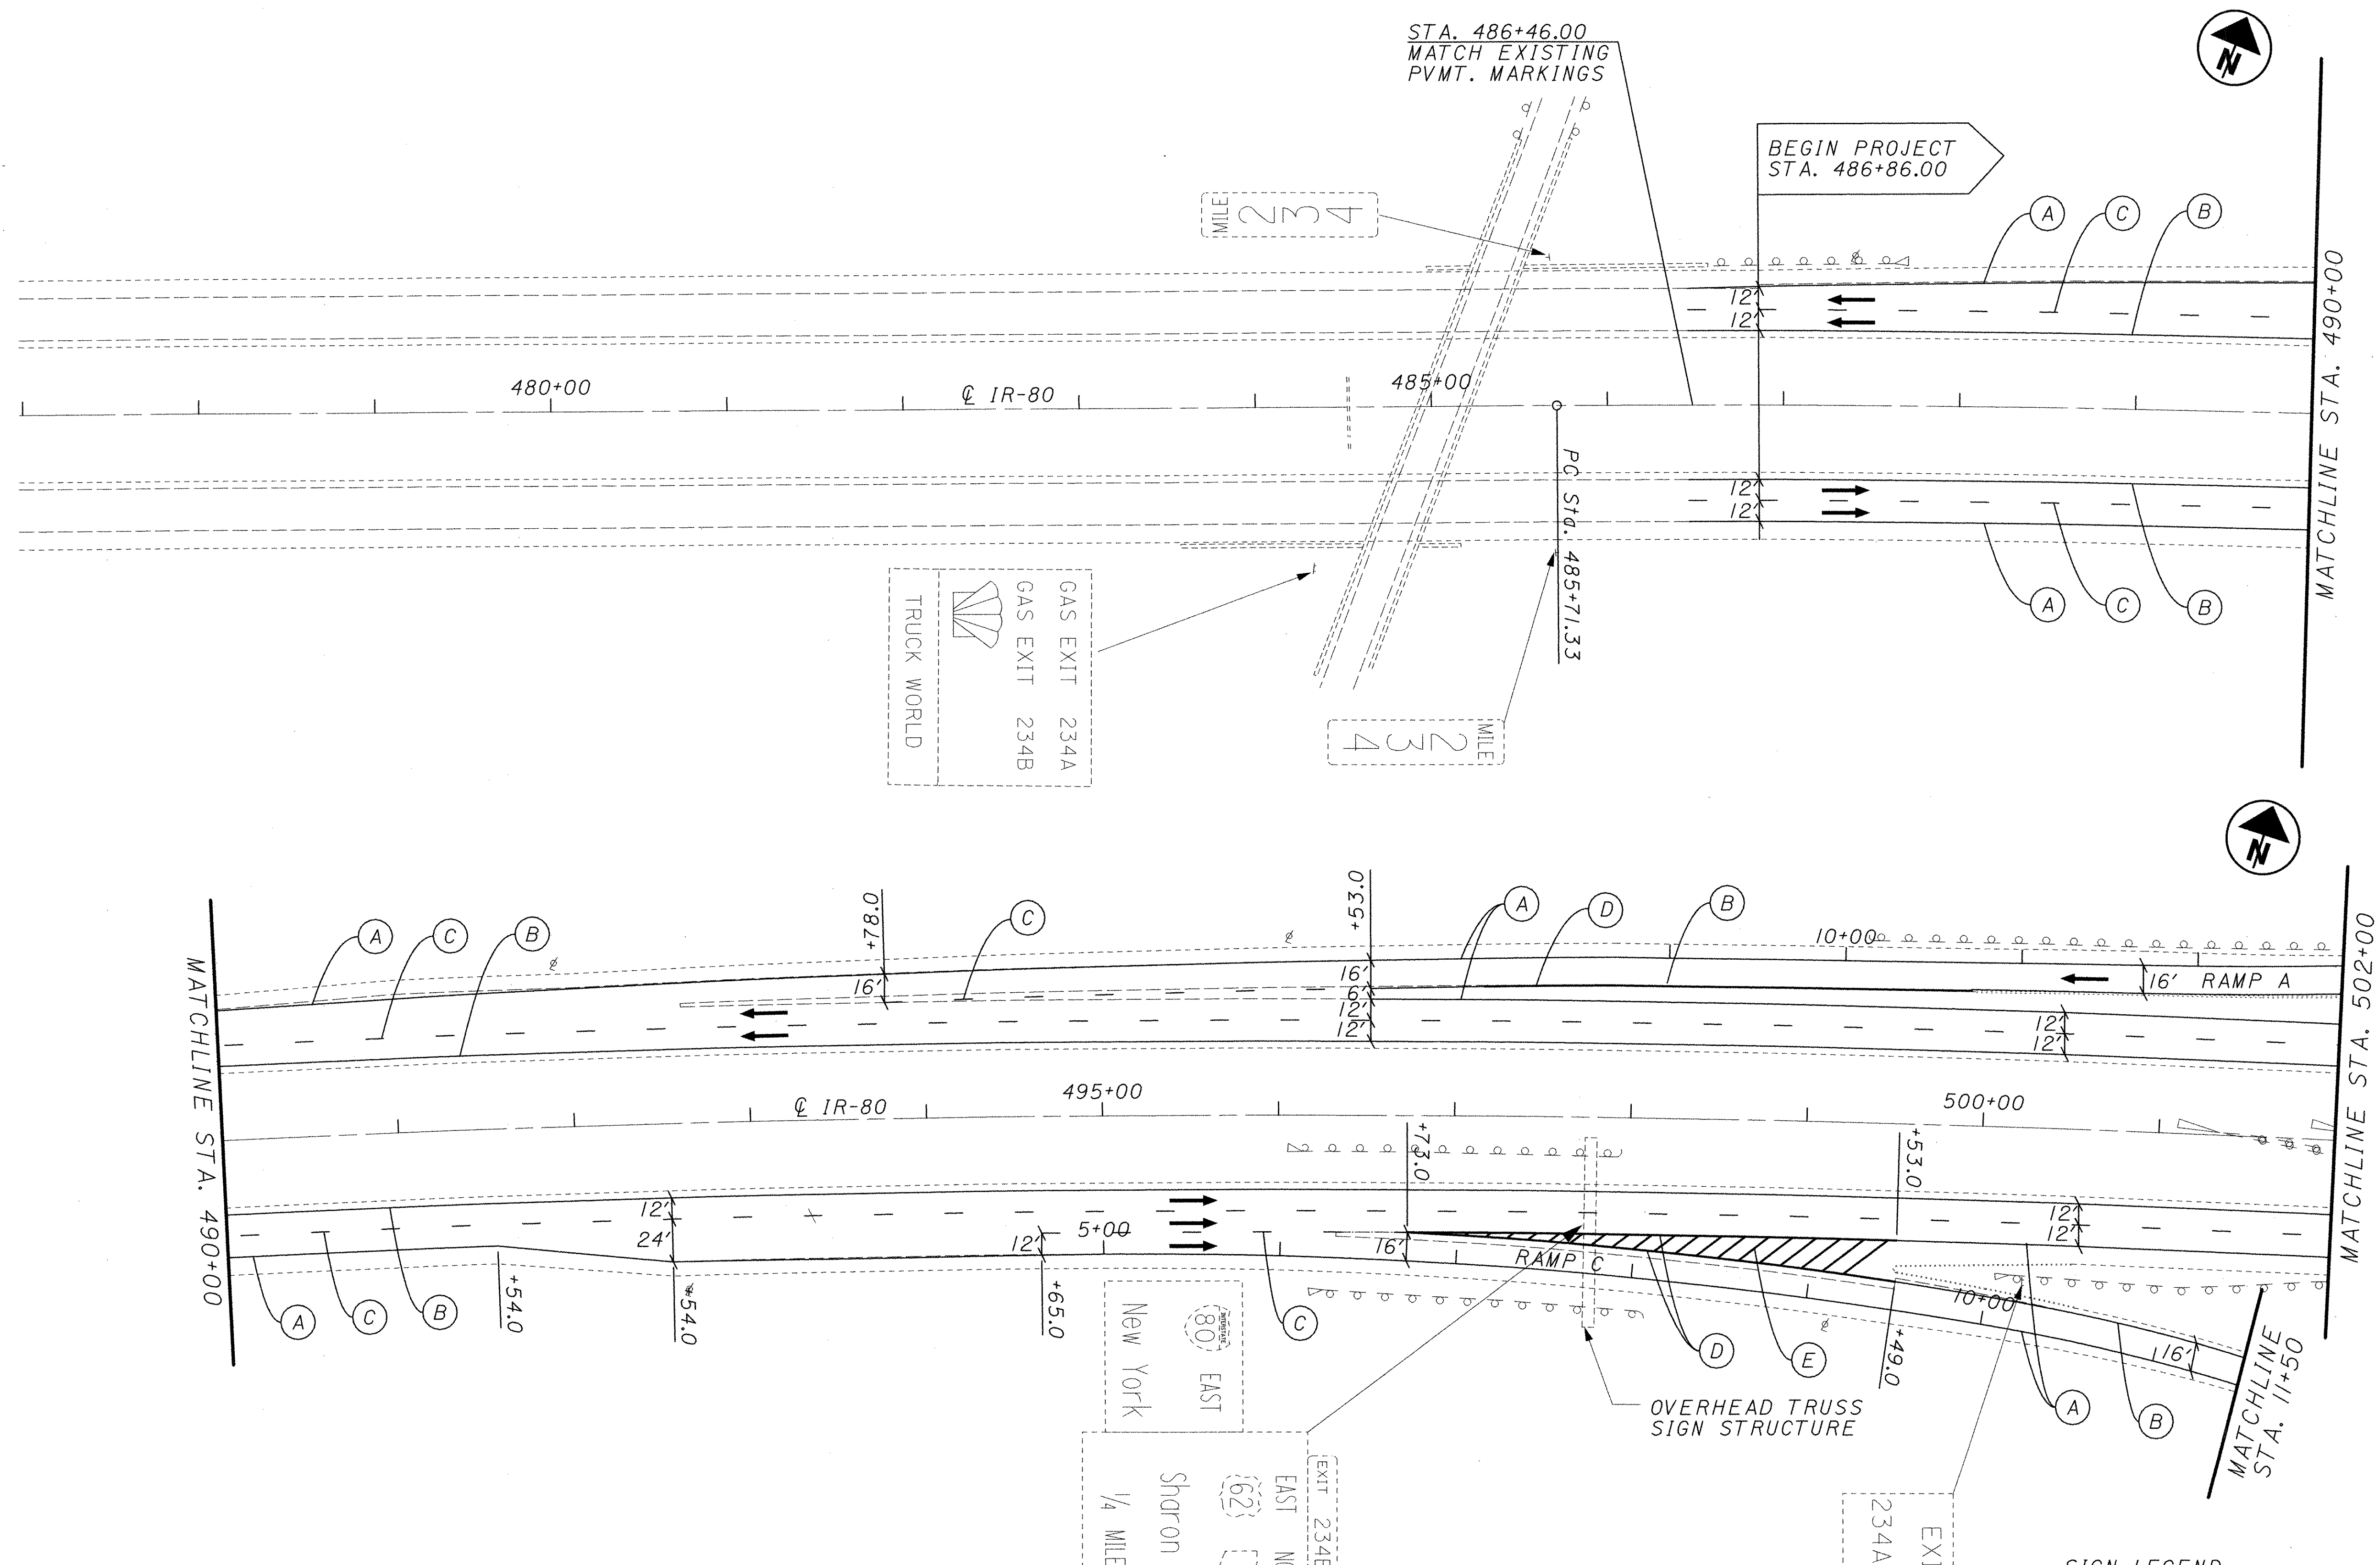 STA. 486+46.00
MATCH EXISTING
PVMT. MARKINGS
N
BEGIN PROJECT
STA. 486+86.00
MILE
234
A
C
B
12'
12'
MATCHLINE STA. 490+00
480+00
℄ IR-80
485+00
PC Sta. 485+71.33
12'
12'
A
C
B
GAS EXIT 234A
GAS EXIT 234B
TRUCK WORLD
MILE
234
N
MATCHLINE STA. 490+00
A
C
B
+78.0
16'
C
+53.0
16'
6'
12'
12'
A
D
B
10+00
16'
RAMP A
12'
12'
MATCHLINE STA. 502+00
℄ IR-80
495+00
500+00
+73.0
+53.0
12'
24'
12'
5+00
16'
RAMP C
12'
12'
A
C
B
+54.0
+54.0
+65.0
C
D
E
10+00
+49.0
16'
A
B
MATCHLINE
STA. 11+50
INTERSTATE
80
EAST
New York
OVERHEAD TRUSS
SIGN STRUCTURE
EXIT 234B
EAST
62
Sharon
1/4 MILE
234A
SIGN LEGEND